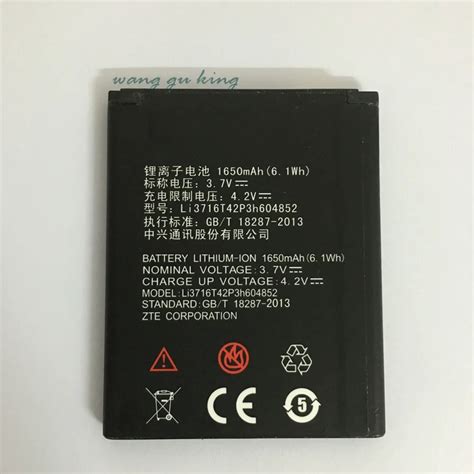 wang gu king
锂离子电池 1650mAh(6.1Wh)
标称电压: 3.7V⎓
充电限制电压: 4.2V⎓
型号: Li3716T42P3h604852
执行标准: GB/T 18287-2013
中兴通讯股份有限公司
BATTERY LITHIUM-ION 1650mAh(6.1Wh)
NOMINAL VOLTAGE: 3.7V⎓
CHARGE UP VOLTAGE: 4.2V⎓
MODEL:Li3716T42P3h604852
STANDARD: GB/T 18287-2013
ZTE CORPORATION
CE 5